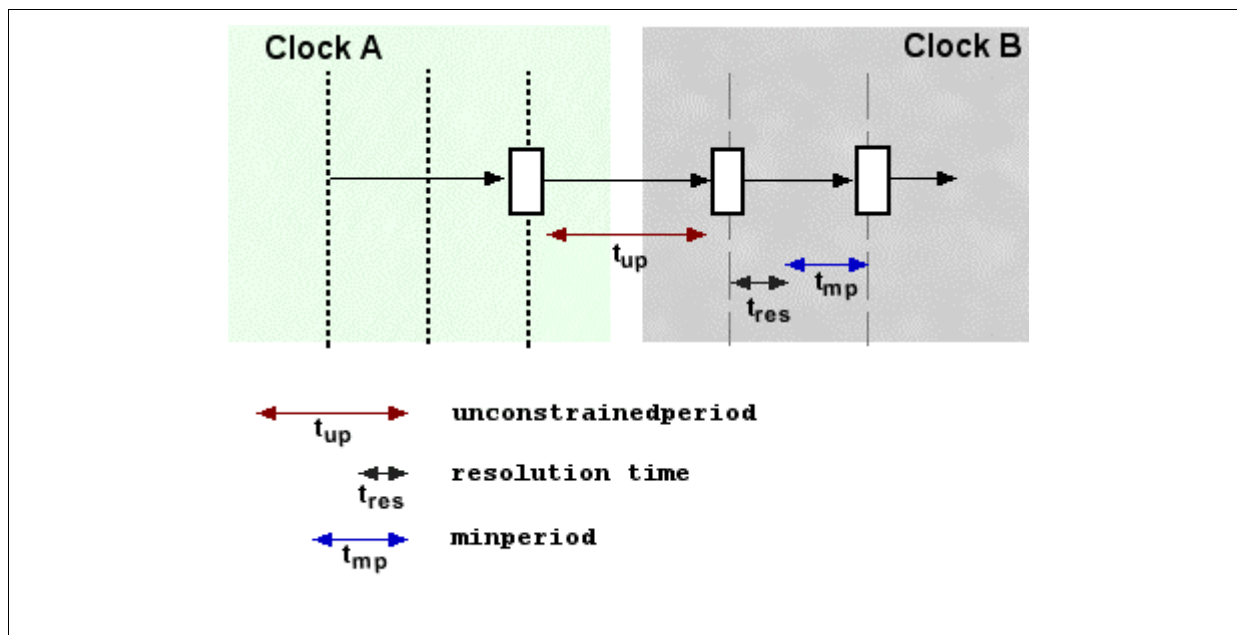 Clock A
Clock B
tup
tres
tmp
tup
unconstrainedperiod
tres
resolution time
tmp
minperiod